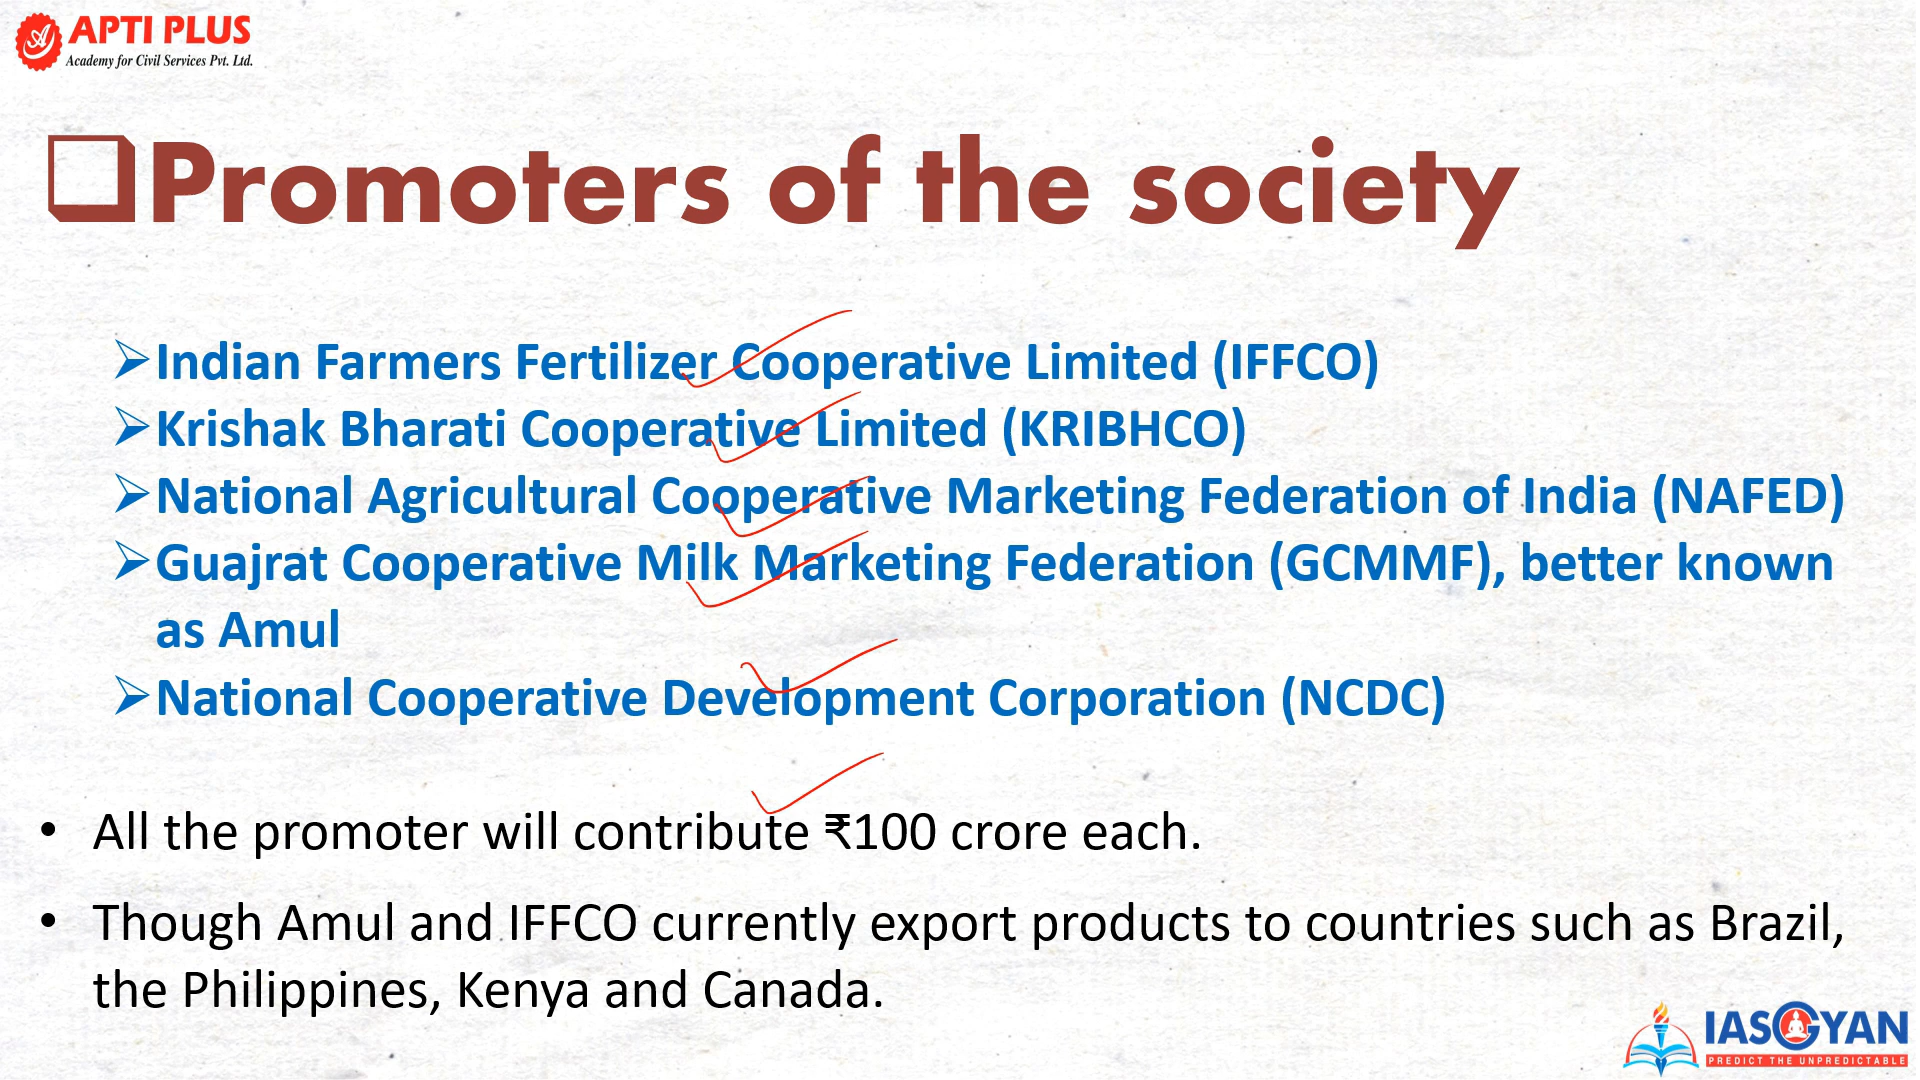 APTI PLUS
Academy for Civil Services Pvt. Ltd.
Promoters of the society
Indian Farmers Fertilizer Cooperative Limited (IFFCO)
Krishak Bharati Cooperative Limited (KRIBHCO)
National Agricultural Cooperative Marketing Federation of India (NAFED)
Guajrat Cooperative Milk Marketing Federation (GCMMF), better known
as Amul
National Cooperative Development Corporation (NCDC)
• All the promoter will contribute ₹100 crore each.
• Though Amul and IFFCO currently export products to countries such as Brazil,
the Philippines, Kenya and Canada.
IASGYAN
PREDICT THE UNPREDICTABLE